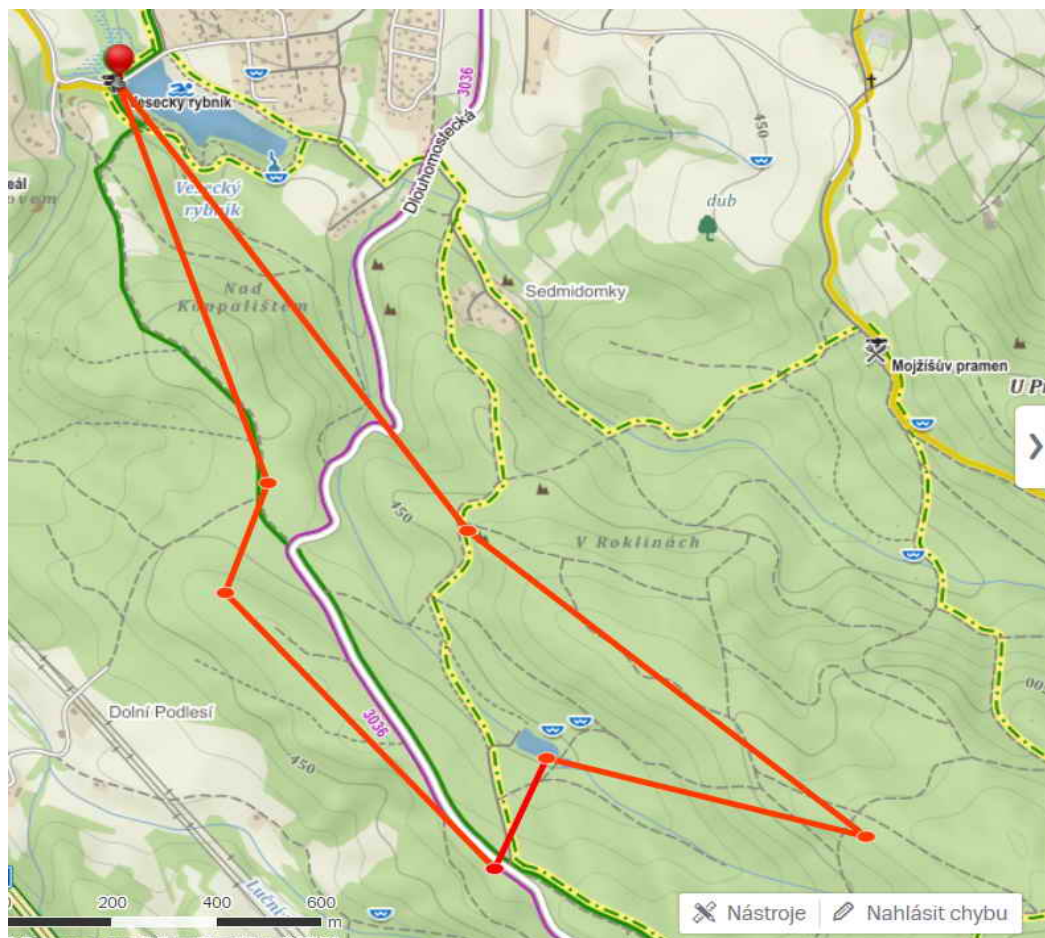 3036
Dlouhomostecká
Vesecký rybník
Vesecký
rybník
450
dub
Nad
Koupalištěm
Sedmidomky
Mojžíšův pramen
450
V Roklinách
Dolní Podlesí
3036
450
200 400 600
m
Nástroje
Nahlásit chybu